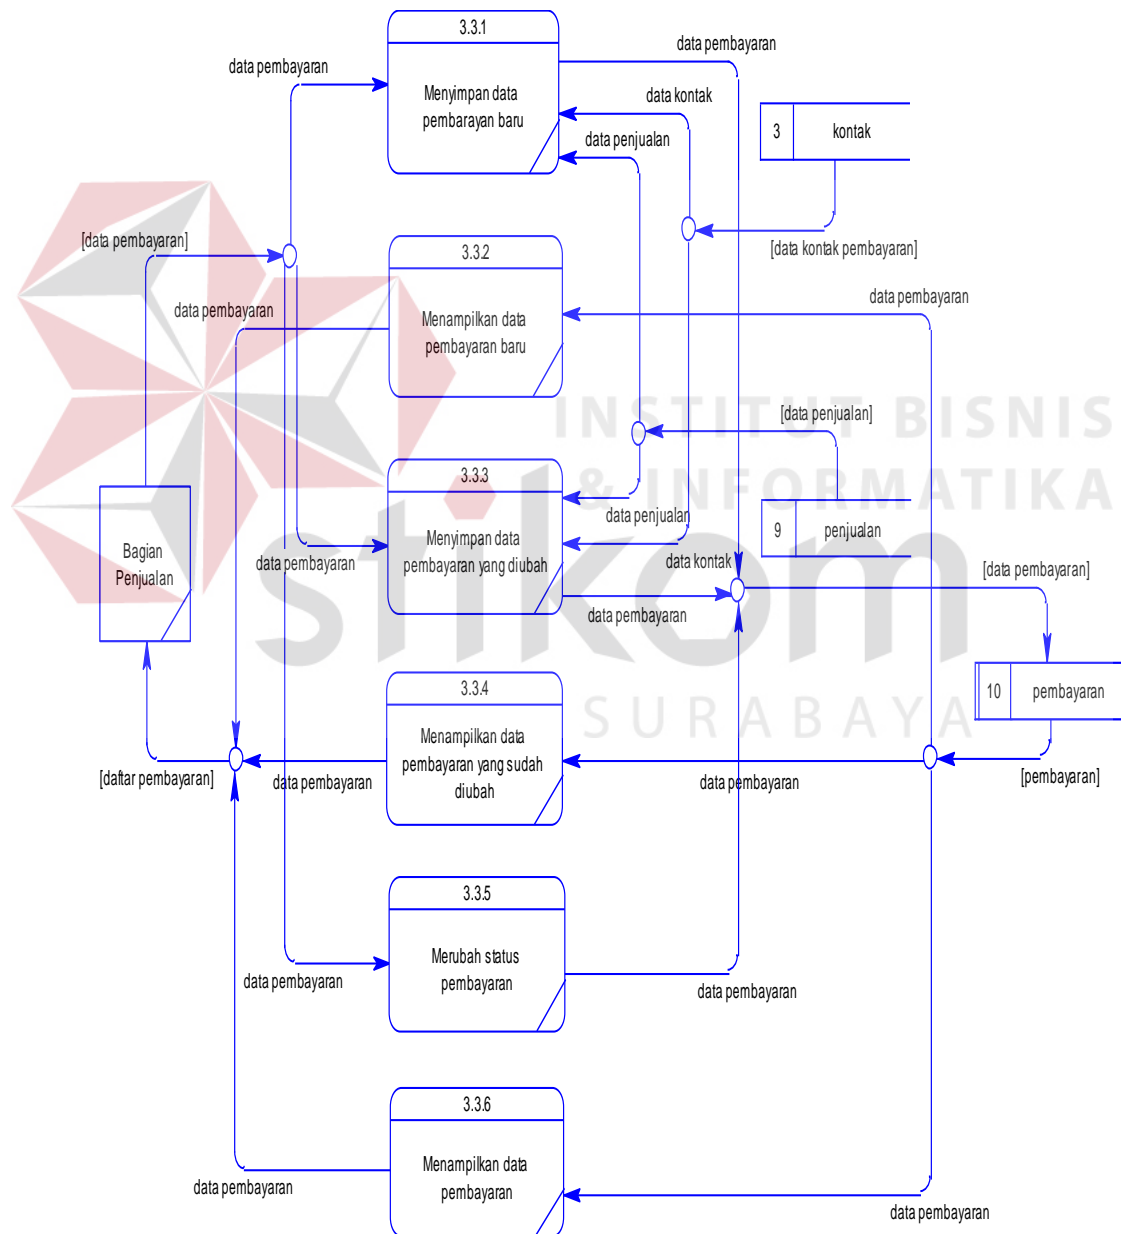 3.3.1
data pembayaran
data pembayaran
Menyimpan data
pembarayan baru
data kontak
data penjualan
3
kontak
[data pembayaran]
[data kontak pembayaran]
3.3.2
data pembayaran
data pembayaran
Menampilkan data
pembayaran baru
INSTITUT BISNIS
& INFORMATIKA
[data penjualan]
3.3.3
data penjualan
9
penjualan
Bagian
Penjualan
data pembayaran
Menyimpan data
pembayaran yang diubah
data kontak
[data pembayaran]
data pembayaran
stikom
SURABAYA
3.3.4
10
pembayaran
Menampilkan data
pembayaran yang sudah
diubah
[daftar pembayaran]
data pembayaran
data pembayaran
[pembayaran]
3.3.5
Merubah status
pembayaran
data pembayaran
data pembayaran
3.3.6
Menampilkan data
pembayaran
data pembayaran
data pembayaran